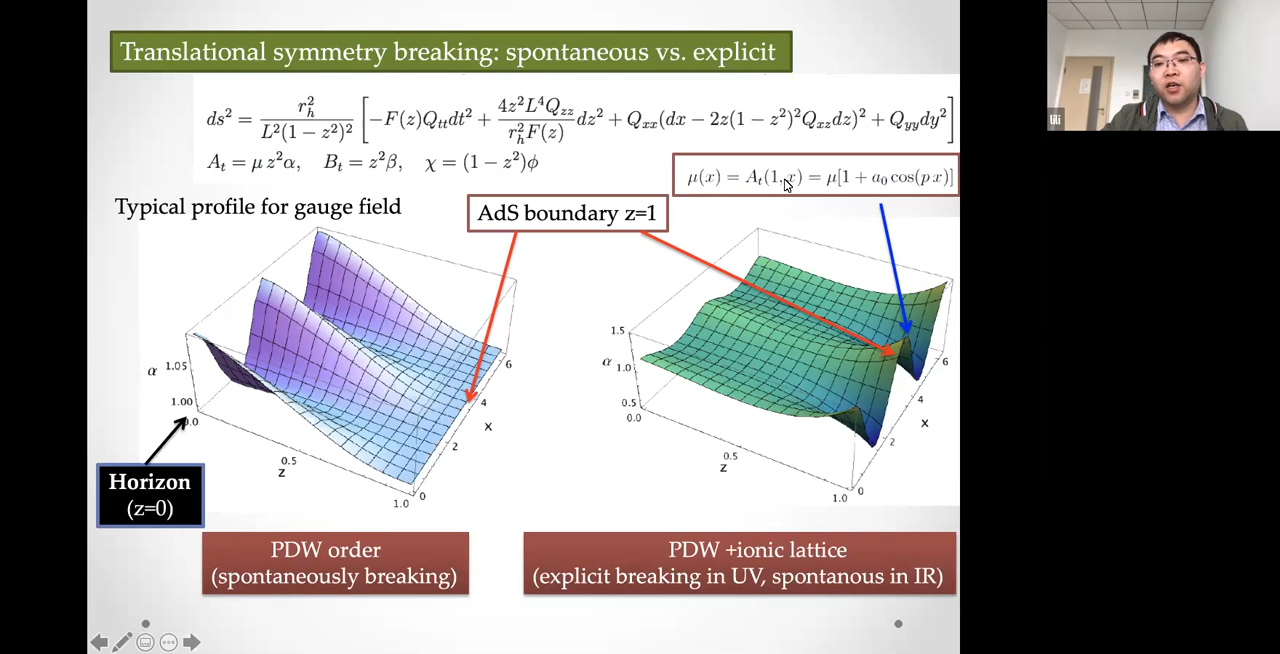 Translational symmetry breaking: spontaneous vs. explicit
ds² = r_h²/(L²(1 − z²)²) [−F(z)Q_tt dt² + (4z²L⁴Q_zz)/(r_h²F(z)) dz² + Q_xx(dx − 2z(1 − z²)²Q_xz dz)² + Q_yy dy²]
A_t = μ z²α, B_t = z²β, χ = (1 − z²)ϕ
μ(x) = A_t(1, x) = μ[1 + a₀ cos(p x)]
Typical profile for gauge field
AdS boundary z=1
α
1.05
1.00
0.0
0.5
z
1.0
0
2
4
6
x
α
1.5
1.0
0.5
0.0
0.5
z
1.0
0
2
4
6
x
Horizon
(z=0)
PDW order
(spontaneously breaking)
PDW +ionic lattice
(explicit breaking in UV, spontanous in IR)
lili